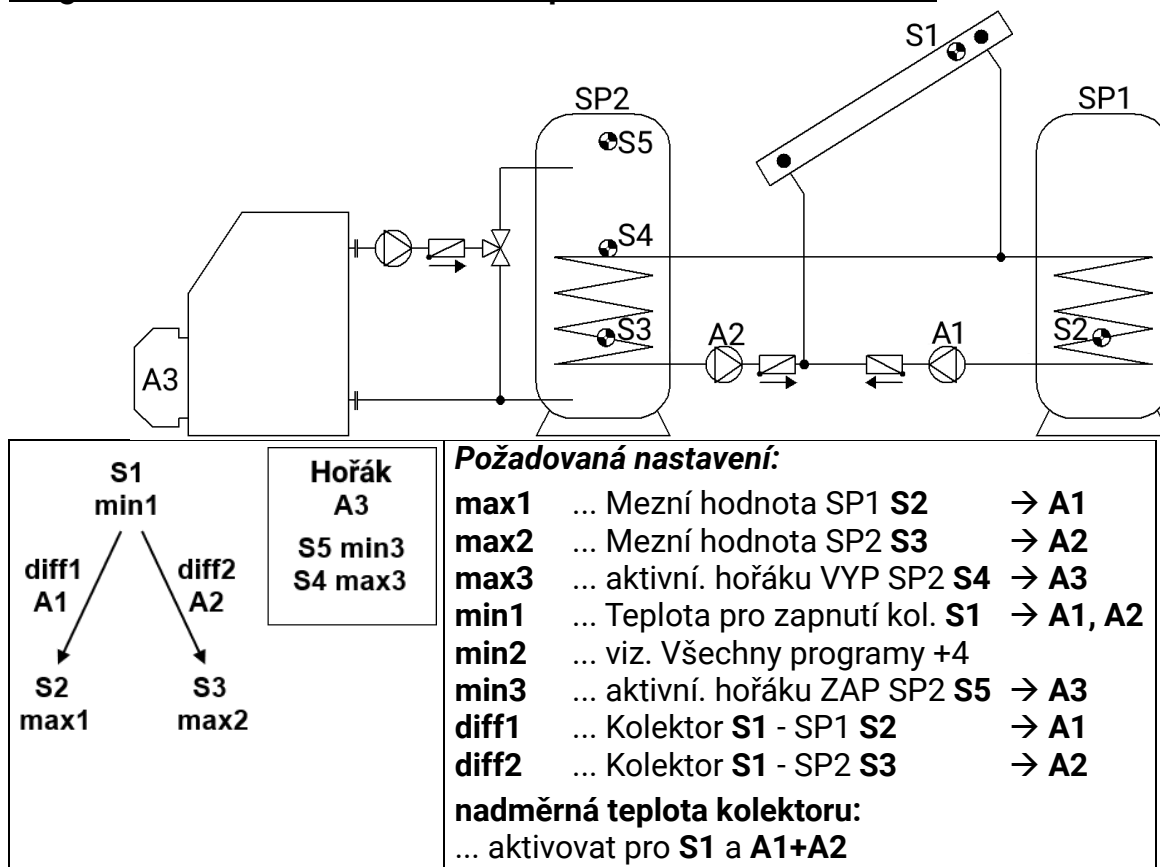 S1
SP2
SP1
S5
S4
S3
A2
A1
S2
A3
S1
min1
diff1
A1
diff2
A2
S2
max1
S3
max2
Hořák
A3
S5 min3
S4 max3
Požadovaná nastavení:
max1 ... Mezní hodnota SP1 S2 → A1
max2 ... Mezní hodnota SP2 S3 → A2
max3 ... aktivní. hořáku VYP SP2 S4 → A3
min1 ... Teplota pro zapnutí kol. S1 → A1, A2
min2 ... viz. Všechny programy +4
min3 ... aktivní. hořáku ZAP SP2 S5 → A3
diff1 ... Kolektor S1 - SP1 S2 → A1
diff2 ... Kolektor S1 - SP2 S3 → A2
nadměrná teplota kolektoru:
... aktivovat pro S1 a A1+A2